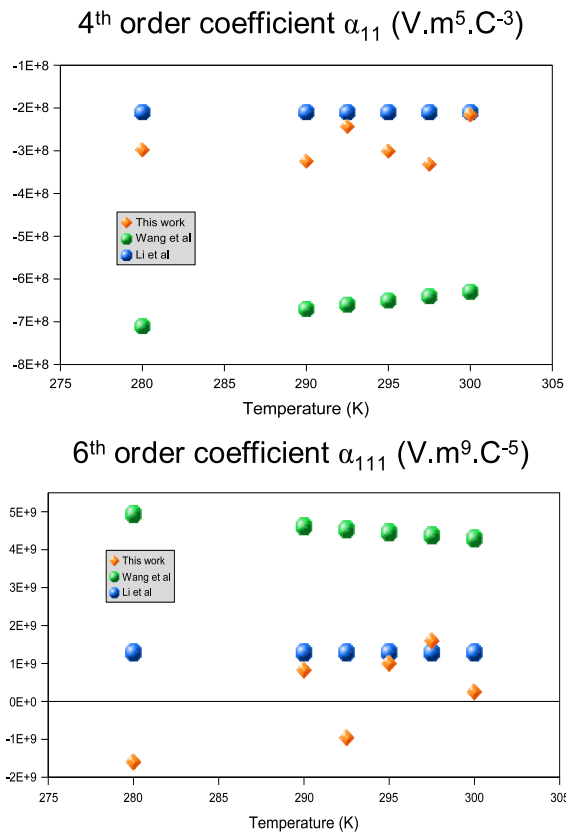 4th order coefficient α11 (V.m5.C-3)
-1E+8
-2E+8
-3E+8
-4E+8
-5E+8
-6E+8
-7E+8
-8E+8
This work
Wang et al
Li et al
275 280 285 290 295 300 305
Temperature (K)
6th order coefficient α111 (V.m9.C-5)
5E+9
4E+9
3E+9
2E+9
1E+9
0E+0
-1E+9
-2E+9
This work
Wang et al
Li et al
275 280 285 290 295 300 305
Temperature (K)